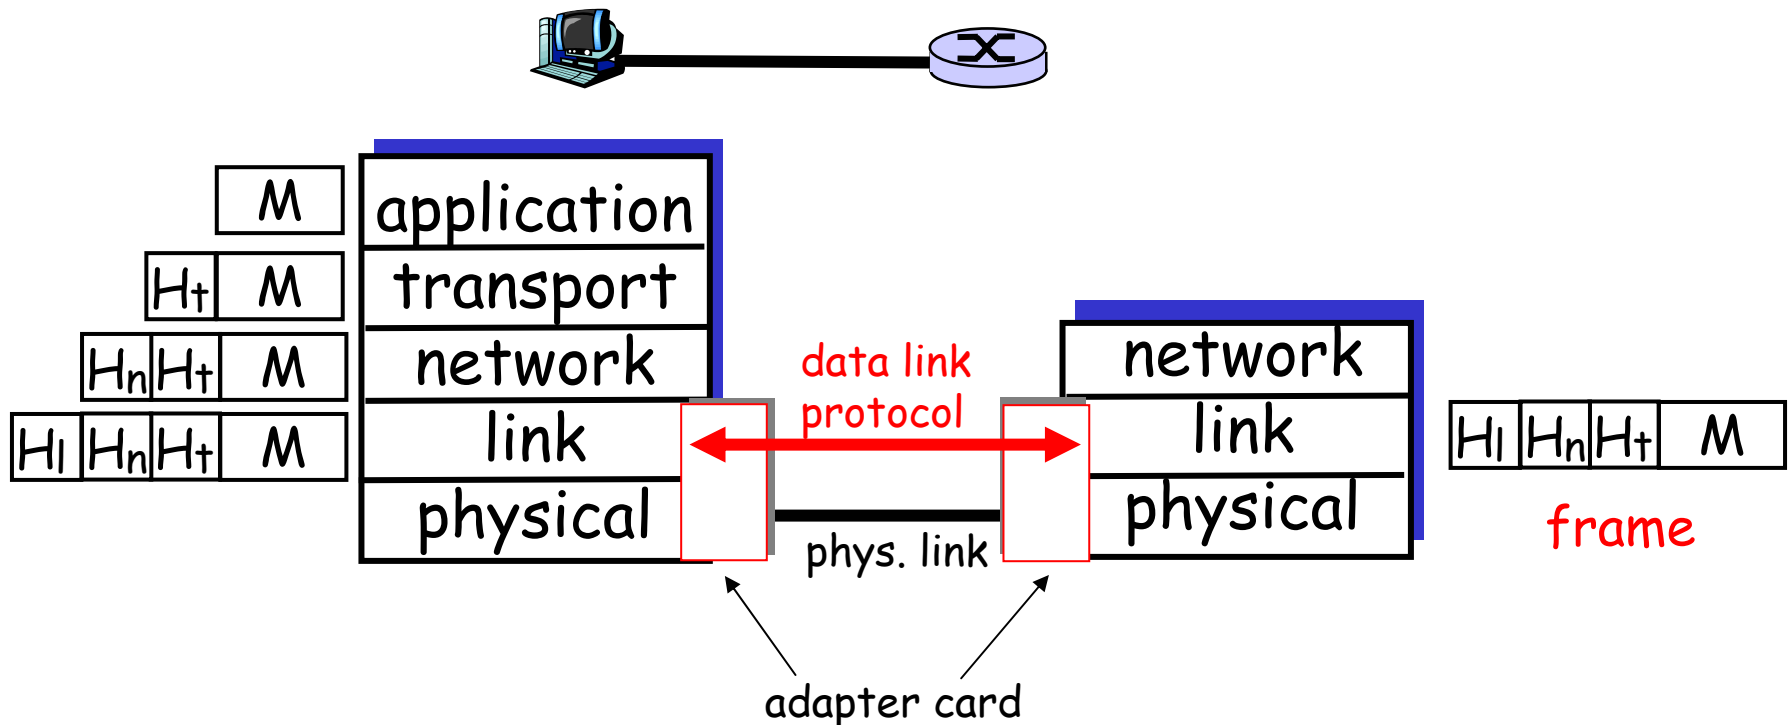 M
application
Ht M
transport
Hn Ht M
network
Hl Hn Ht M
link
physical
data link
protocol
phys. link
network
link
physical
Hl Hn Ht M
frame
adapter card